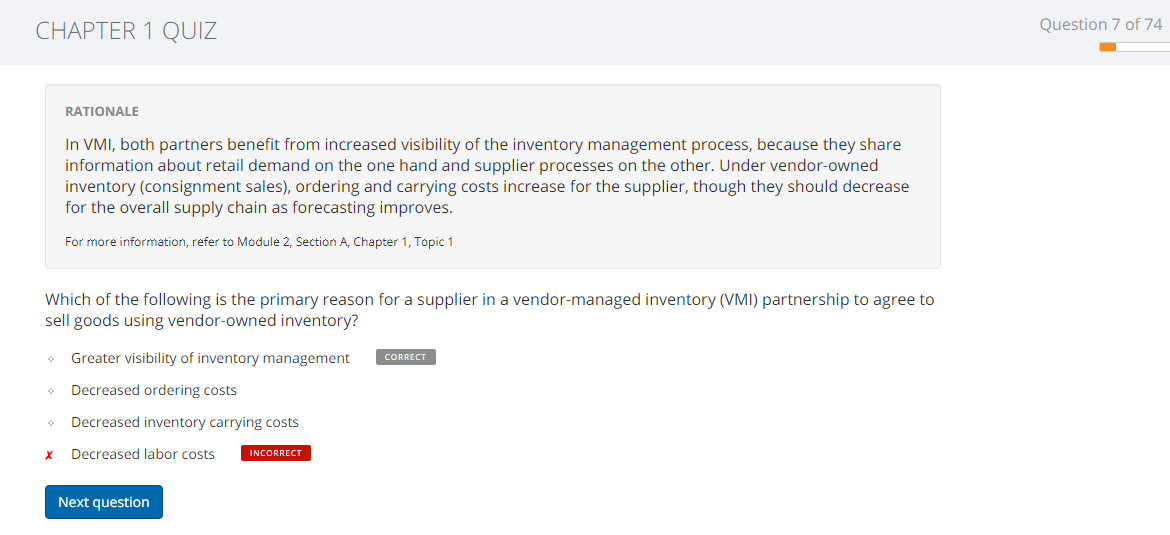 CHAPTER 1 QUIZ
Question 7 of 74
RATIONALE
In VMI, both partners benefit from increased visibility of the inventory management process, because they share
information about retail demand on the one hand and supplier processes on the other. Under vendor-owned
inventory (consignment sales), ordering and carrying costs increase for the supplier, though they should decrease
for the overall supply chain as forecasting improves.
For more information, refer to Module 2, Section A, Chapter 1, Topic 1
Which of the following is the primary reason for a supplier in a vendor-managed inventory (VMI) partnership to agree to
sell goods using vendor-owned inventory?
Greater visibility of inventory management CORRECT
Decreased ordering costs
Decreased inventory carrying costs
✗ Decreased labor costs INCORRECT
Next question